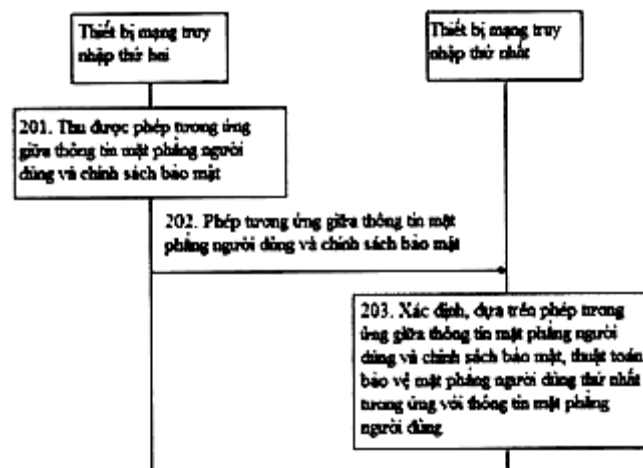 Thiết bị mạng truy
nhập thứ hai
Thiết bị mạng truy
nhập thứ nhất
201. Thu được phép tương ứng
giữa thông tin mặt phẳng người
dùng và chính sách bảo mật
202. Phép tương ứng giữa thông tin mặt
phẳng người dùng và chính sách bảo mật
203. Xác định, dựa trên phép tương
ứng giữa thông tin mặt phẳng người
dùng và chính sách bảo mật, thuật toán
bảo vệ mặt phẳng người dùng thứ nhất
tương ứng với thông tin mặt phẳng
người dùng